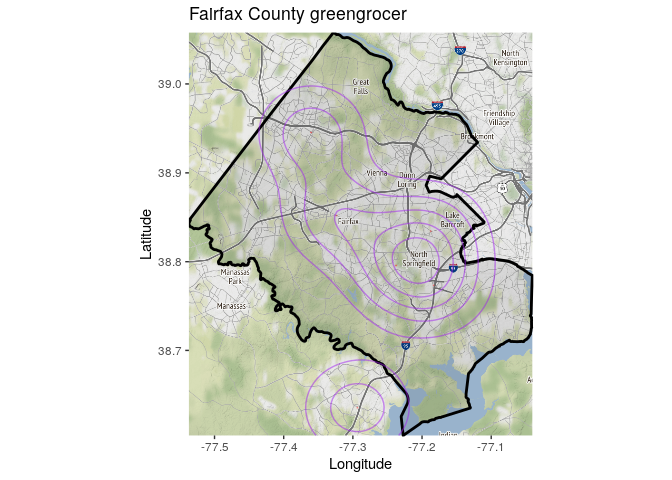 Fairfax County greengrocer
North
Kensington
Great
Falls
Friendship
Village
Brookmont
Vienna
Dunn
Loring
Lake
Barcroft
Fairfax
North
Springfield
Manassas
Park
Manassas
39.0
38.9
38.8
38.7
-77.5
-77.4
-77.3
-77.2
-77.1
Latitude
Longitude